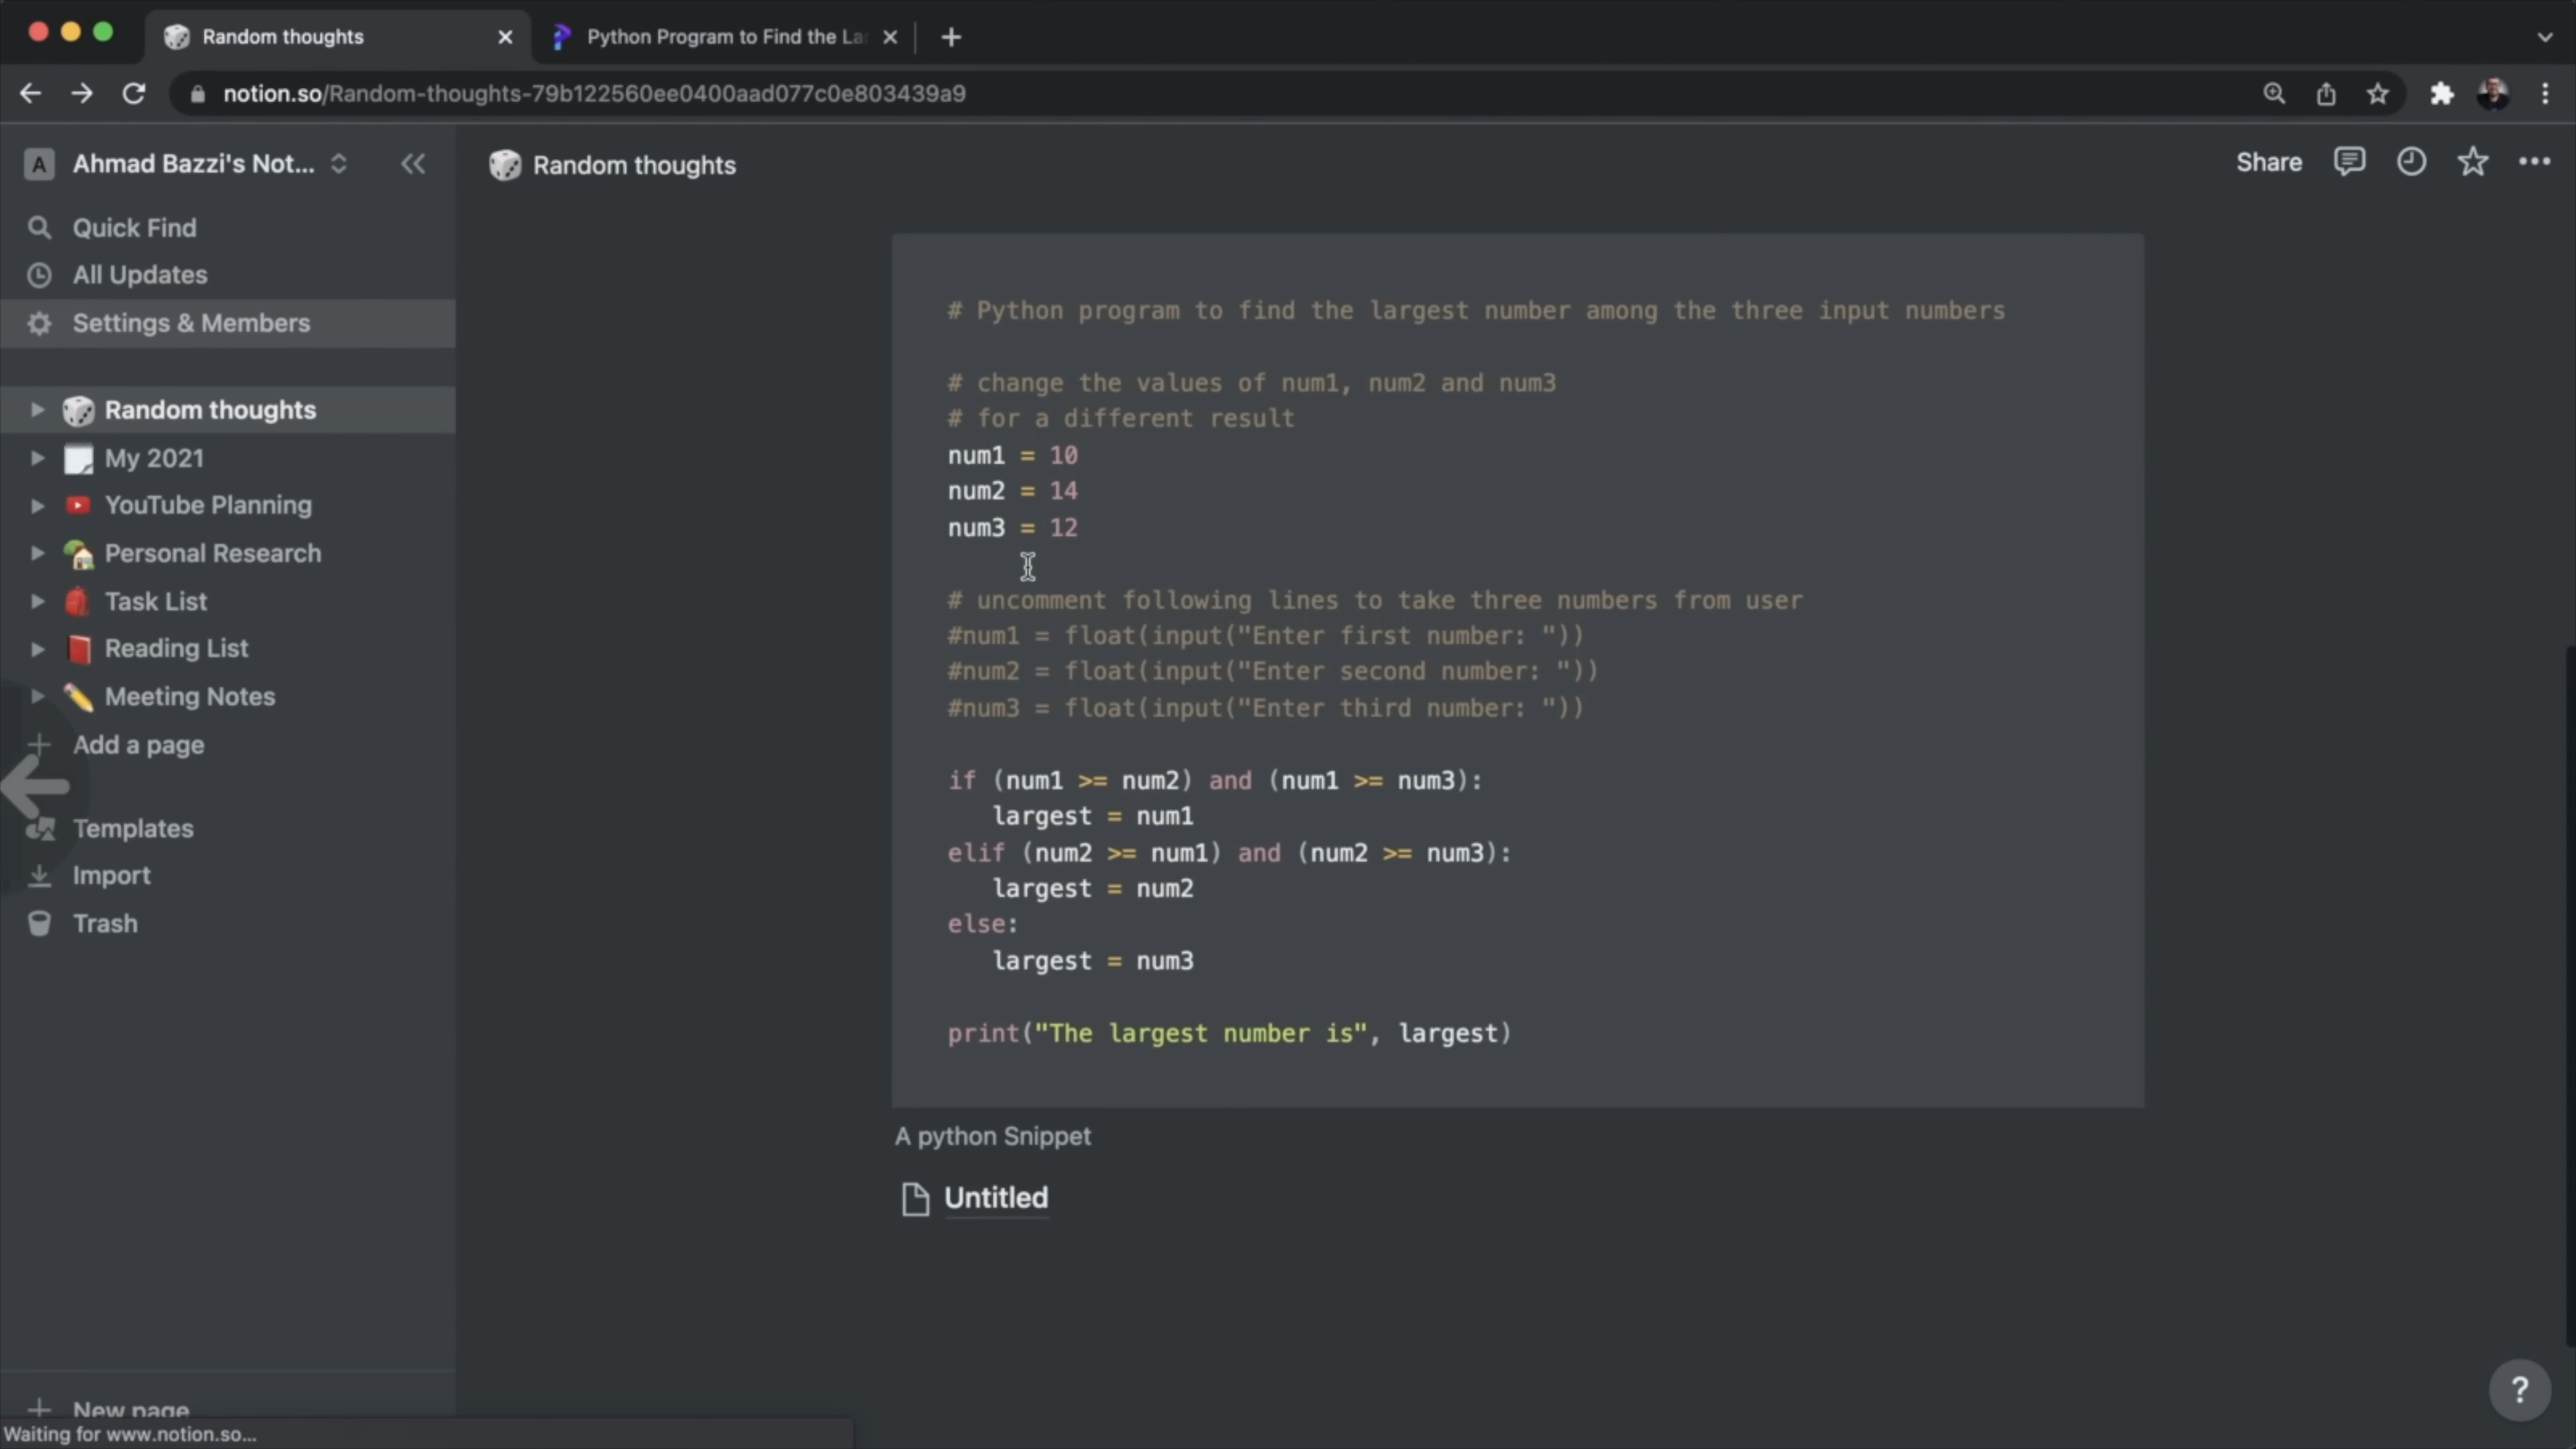 Random thoughts
Python Program to Find the La
notion.so/Random-thoughts-79b122560ee0400aad077c0e803439a9
A Ahmad Bazzi's Not...
Random thoughts
Share
Quick Find
All Updates
Settings & Members
Random thoughts
My 2021
YouTube Planning
Personal Research
Task List
Reading List
Meeting Notes
Add a page
Templates
Import
Trash
New page
Waiting for www.notion.so...
# Python program to find the largest number among the three input numbers
# change the values of num1, num2 and num3
# for a different result
num1 = 10
num2 = 14
num3 = 12
# uncomment following lines to take three numbers from user
#num1 = float(input("Enter first number: "))
#num2 = float(input("Enter second number: "))
#num3 = float(input("Enter third number: "))
if (num1 >= num2) and (num1 >= num3):
   largest = num1
elif (num2 >= num1) and (num2 >= num3):
   largest = num2
else:
   largest = num3
print("The largest number is", largest)
A python Snippet
Untitled
?